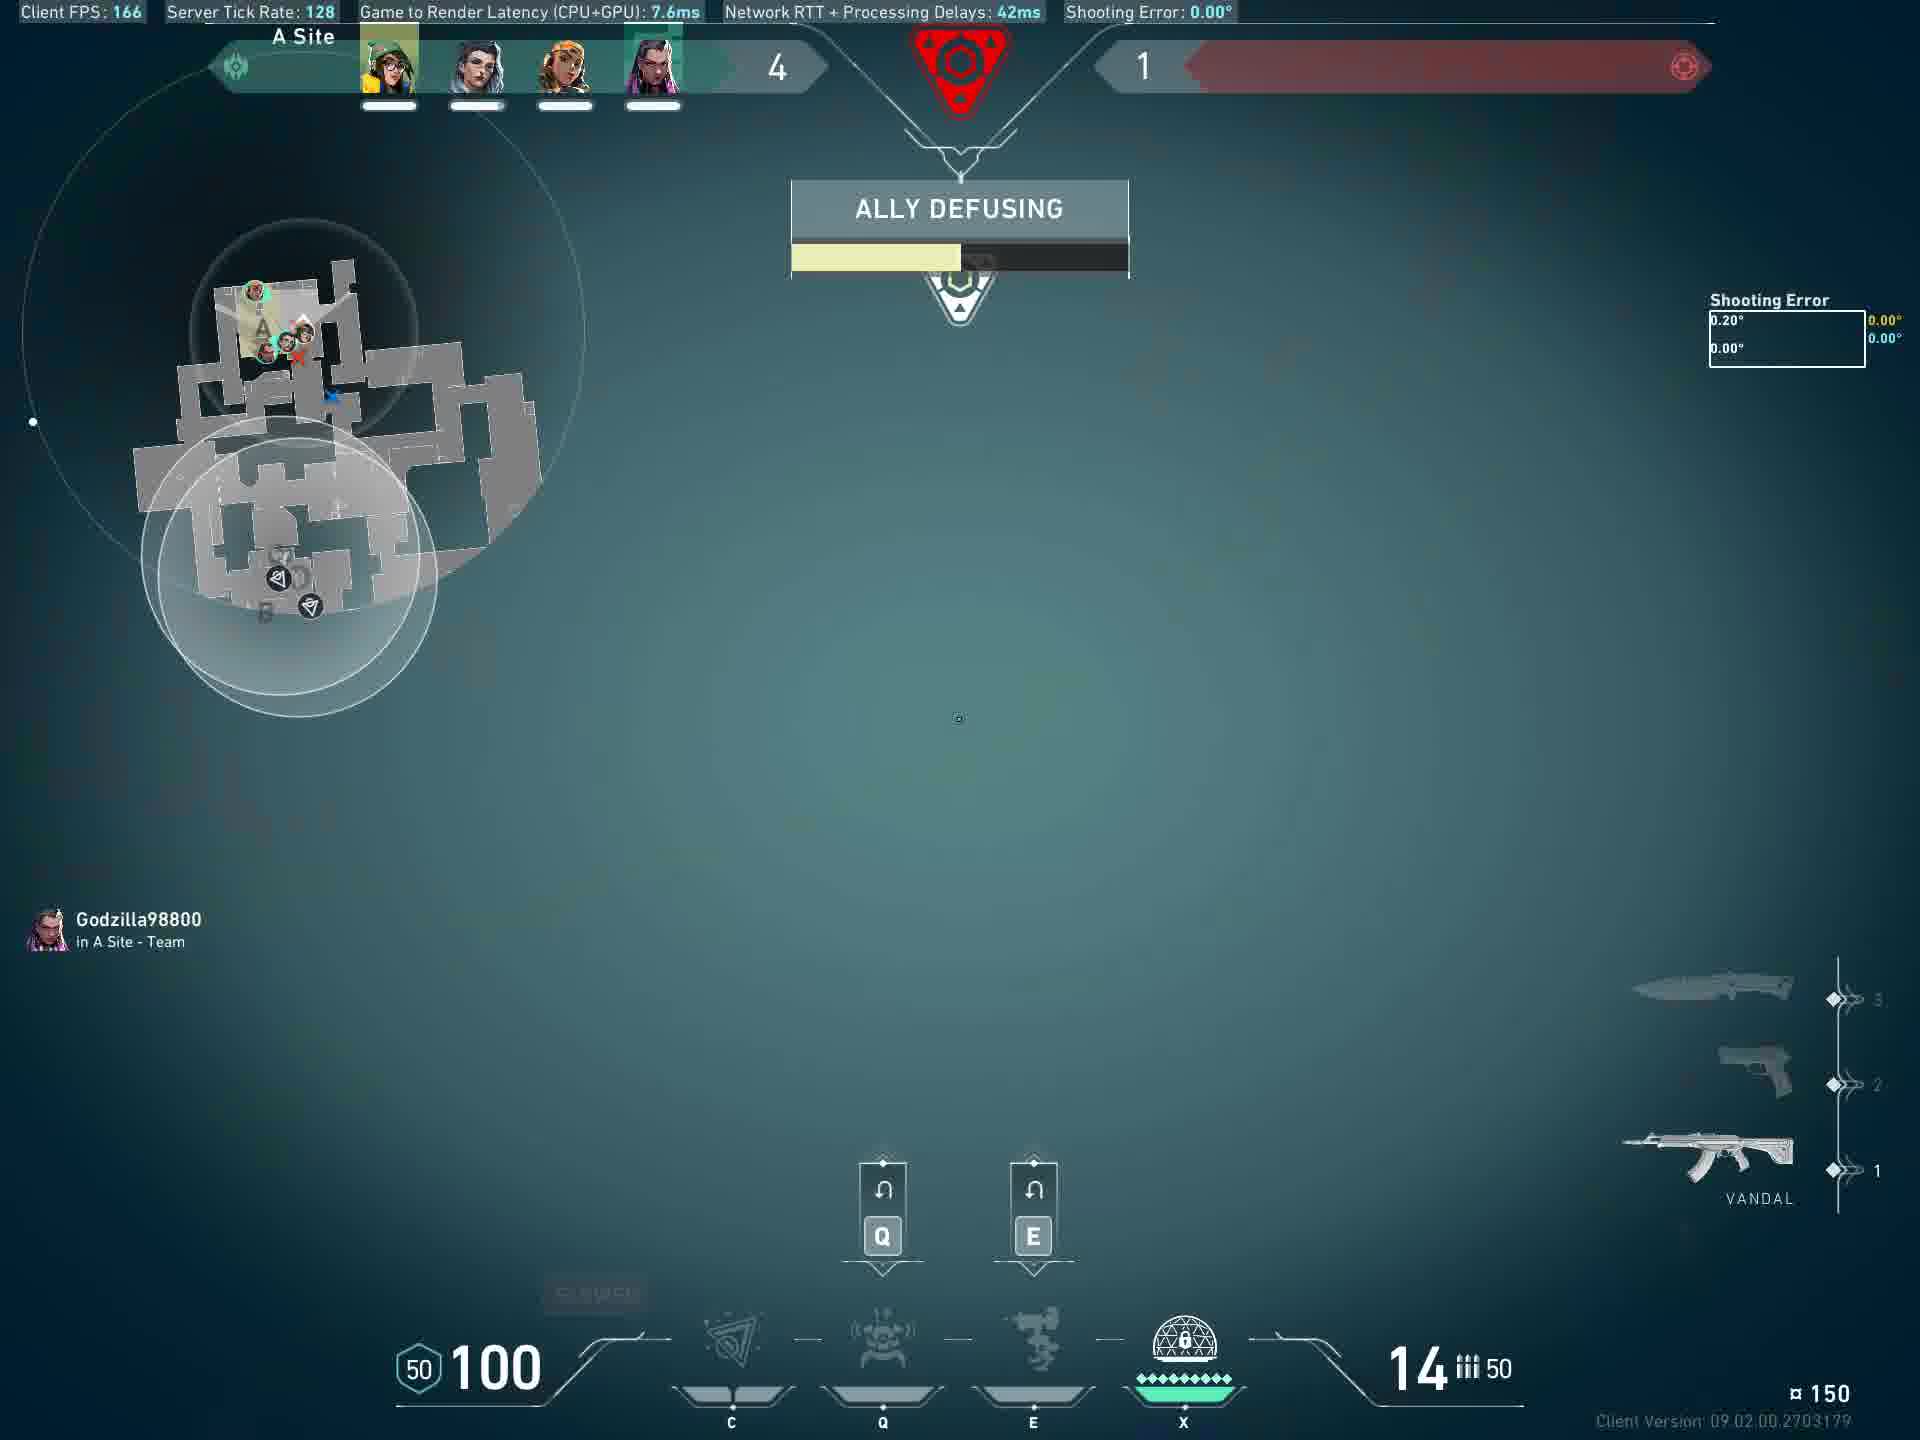 Client FPS: 166 Server Tick Rate: 128 Game to Render Latency (CPU+GPU): 7.6ms Network RTT + Processing Delays: 42ms Shooting Error: 0.00°
A Site
4
1
ALLY DEFUSING
A
B
Shooting Error
0.20°
0.00°
0.00°
0.00°
Godzilla98800
in A Site - Team
3
2
1
VANDAL
Q
E
50 100
14 50
C
Q
E
X
¤ 150
Client Version: 09.02.00.2703179